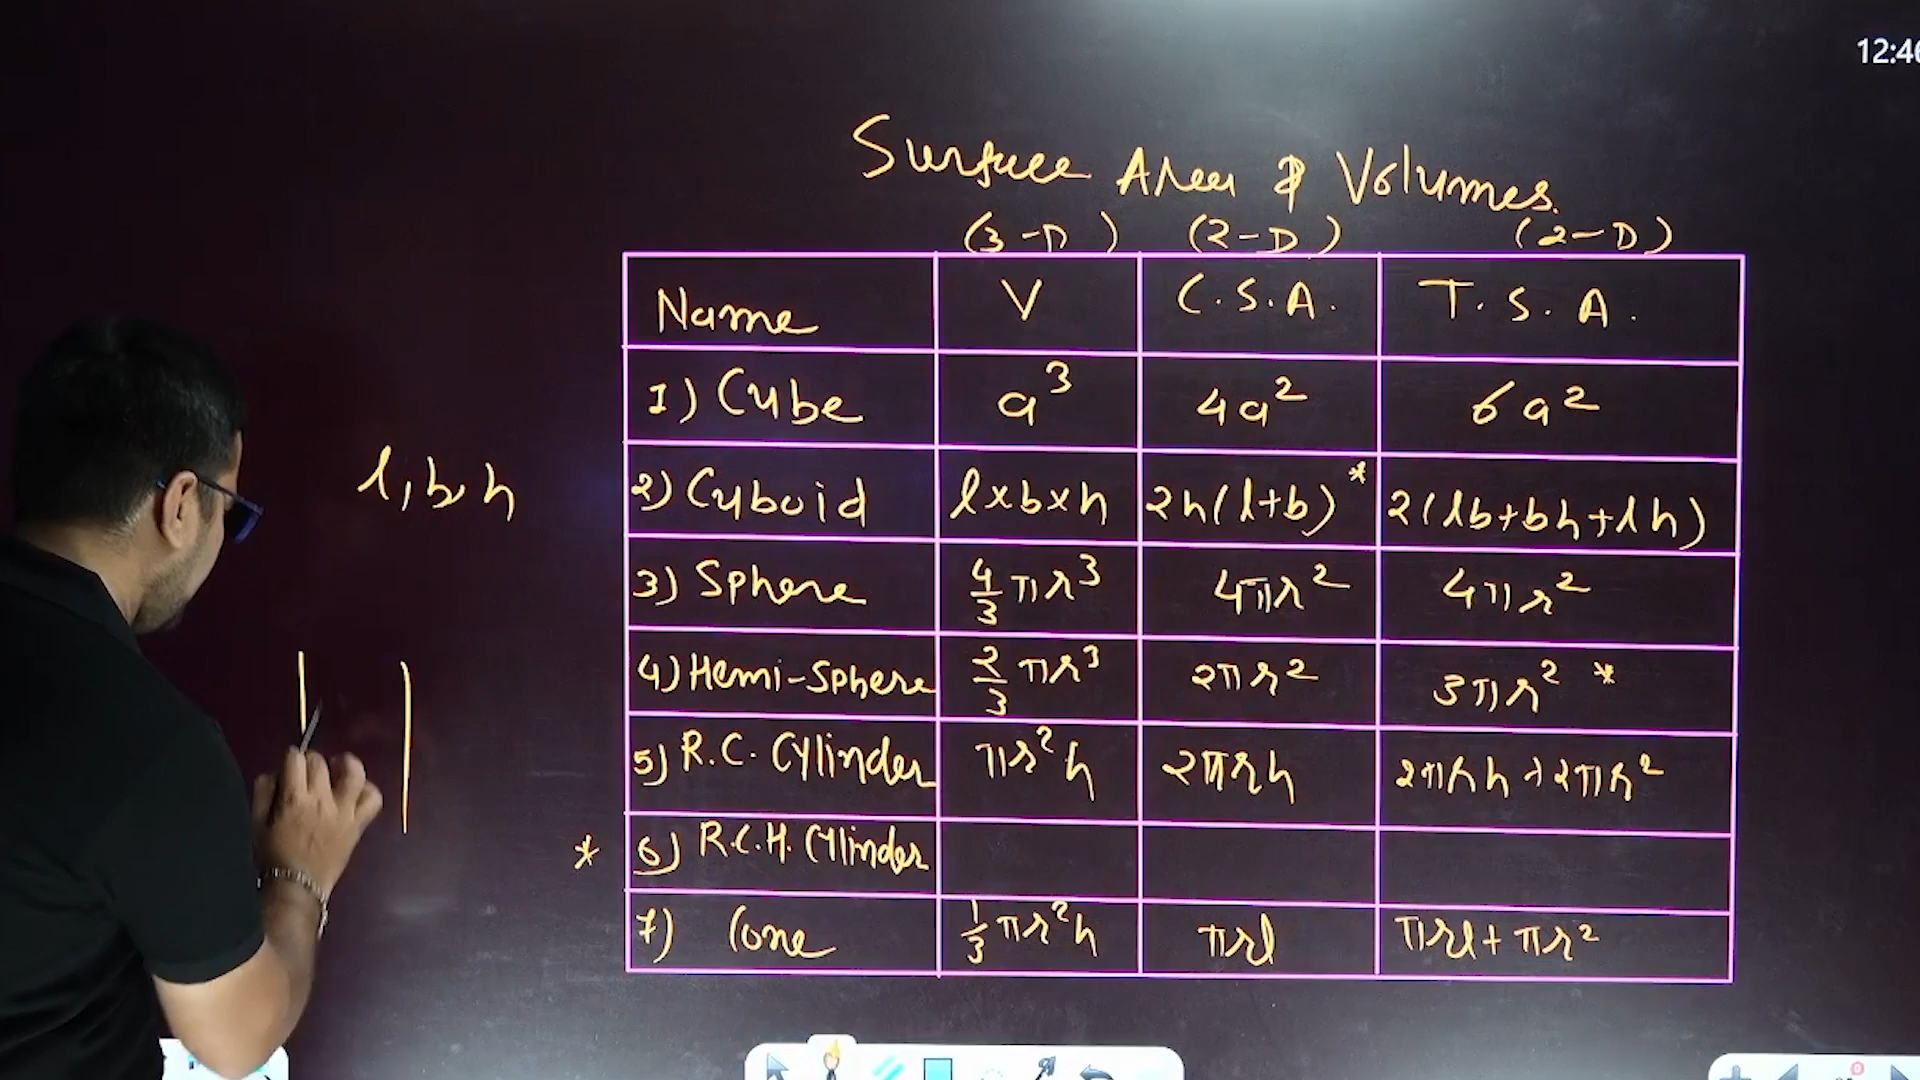 12:46
Surface Area & Volumes.
(3-D) (2-D) (2-D)
Name V C.S.A. T.S.A.
1) Cube a³ 4a² 6a²
l, b, h
2) Cuboid l×b×h 2h(l+b)* 2(lb+bh+lh)
3) Sphere 4/3 πr³ 4πr² 4πr²
4) Hemi-Sphere 2/3 πr³ 2πr² 3πr² *
5) R.C. Cylinder πr²h 2πrh 2πrh+2πr²
* 6) R.C.H. Cylinder
7) Cone 1/3 πr²h πrl πrl+πr²